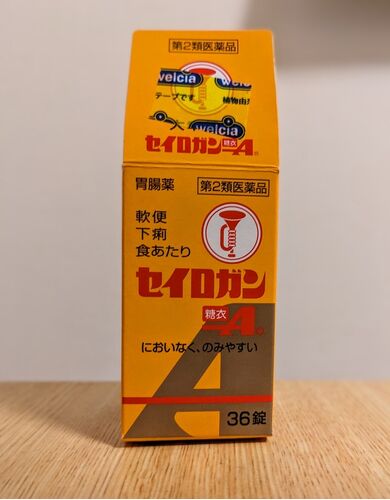 第2類医薬品
welcia
テープです
植物由
welcia
セイロガン糖衣A
胃腸薬
第2類医薬品
軟便
下痢
食あたり
セイロガン
糖衣
A
においなく、のみやすい
A
36錠